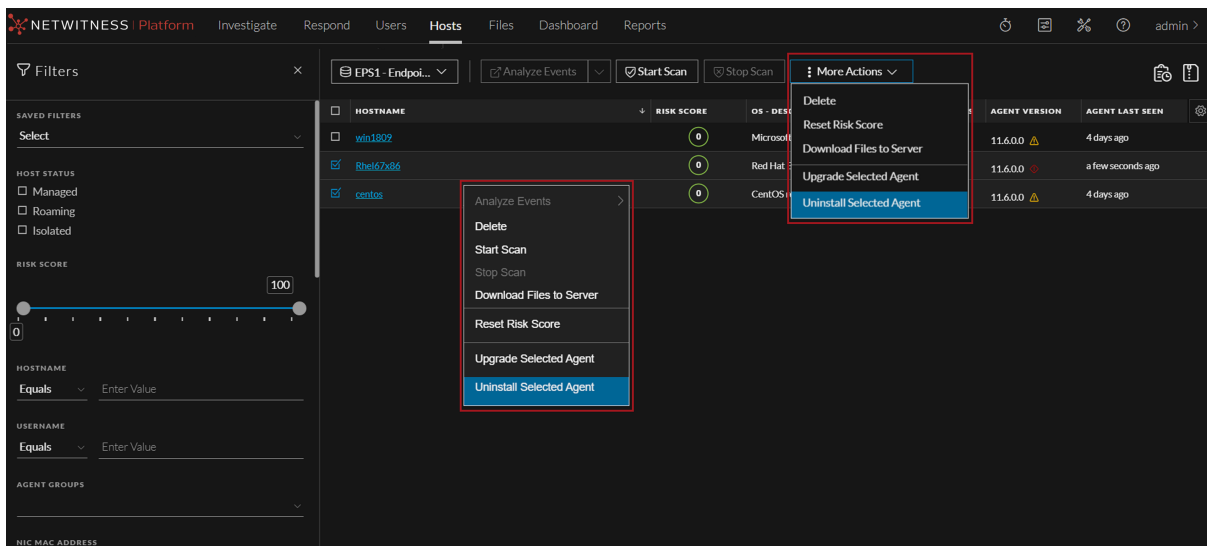 NETWITNESS Platform Investigate Respond Users Hosts Files Dashboard Reports admin >
Filters ×
SAVED FILTERS
Select
HOST STATUS
Managed
Roaming
Isolated
RISK SCORE
100
0
HOSTNAME
Equals Enter Value
USERNAME
Equals Enter Value
AGENT GROUPS
NIC MAC ADDRESS
EPS1 - Endpoi... Analyze Events Start Scan Stop Scan More Actions
HOSTNAME RISK SCORE OS - DES AGENT VERSION AGENT LAST SEEN
win1809 0 Microsoft 11.6.0.0 4 days ago
Rhel67x86 0 Red Hat 11.6.0.0 a few seconds ago
centos 0 CentOS 11.6.0.0 4 days ago
Analyze Events
Delete
Start Scan
Stop Scan
Download Files to Server
Reset Risk Score
Upgrade Selected Agent
Uninstall Selected Agent
Delete
Reset Risk Score
Download Files to Server
Upgrade Selected Agent
Uninstall Selected Agent